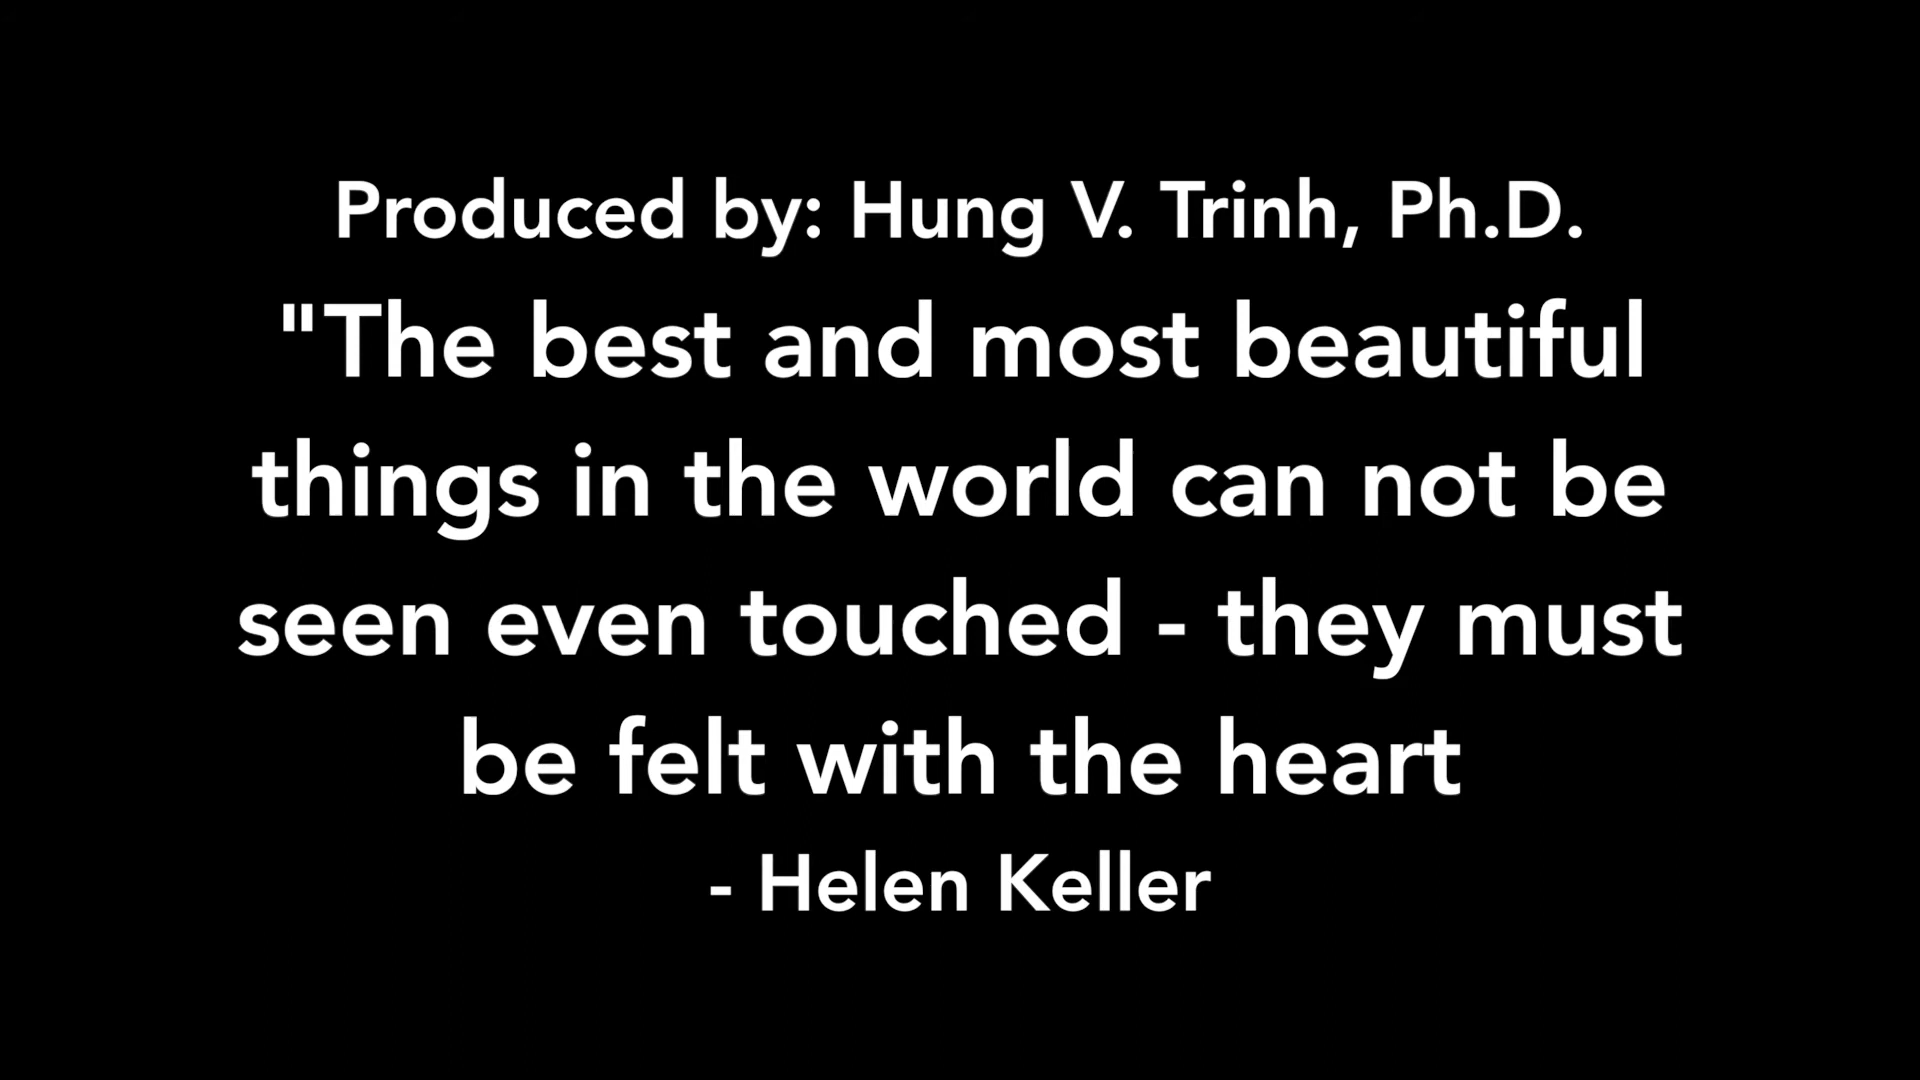 Produced by: Hung V. Trinh, Ph.D.
"The best and most beautiful
things in the world can not be
seen even touched - they must
be felt with the heart
- Helen Keller